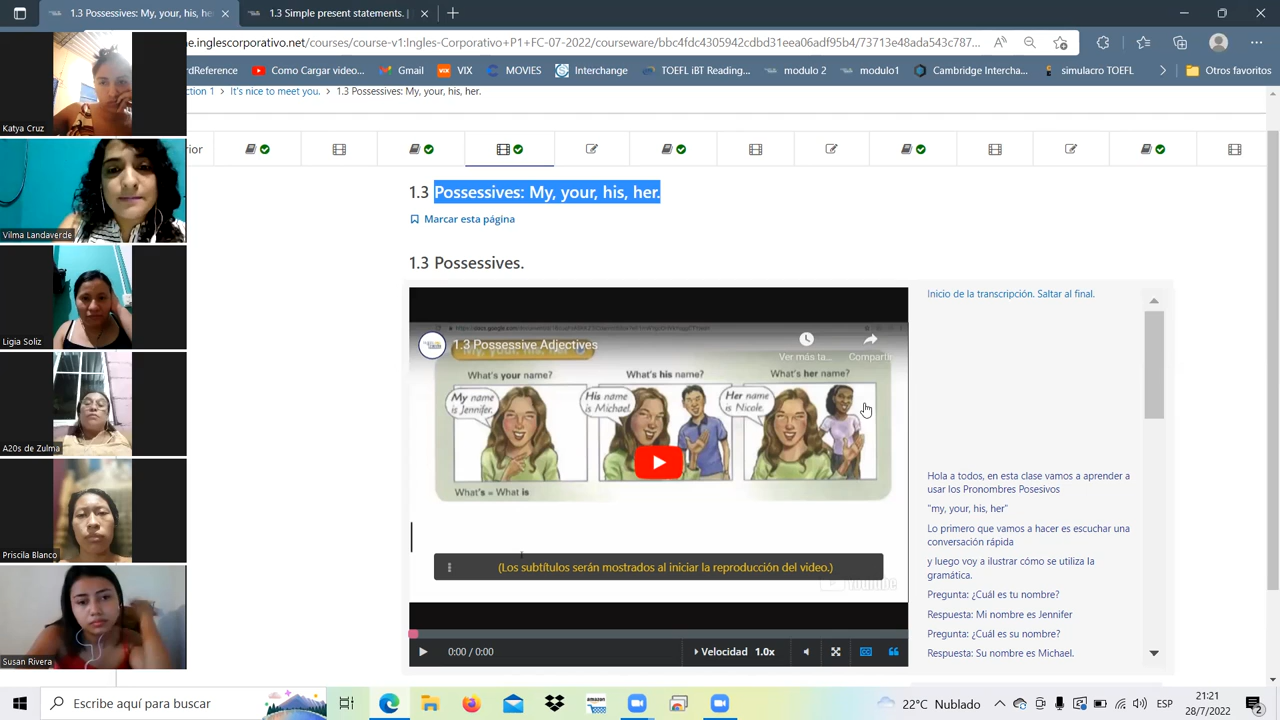 1.3 Possessives: My, your, his, her
1.3 Simple present tense
ne.inglescorporativo.net/courses/course-v1:Ingles-Corporativo+P1+FC-07-2022/courseware/bbc4fdc4305942cdbd31eea06adf95b4/73713e48ada543c787...
rdReference
Como Cargar video...
Gmail
VIX
MOVIES
Interchange
TOEFL iBT Reading...
modulo 2
modulo1
Cambridge Intercha...
simulacro TOEFL
Otros favoritos
ction 1 > It's nice to meet you. > 1.3 Possessives: My, your, his, her.
rior
1.3 Possessives: My, your, his, her.
Marcar esta página
1.3 Possessives.
1.3 Possessive Adjectives
Ver más ta...
Compartir
What's your name?
What's his name?
What's her name?
My name
is Jennifer.
His name
is Michael.
Her name
is Nicole.
What's = What is
(Los subtítulos serán mostrados al iniciar la reproducción del video.)
0:00 / 0:00
Velocidad 1.0x
Inicio de la transcripción. Saltar al final.
Hola a todos, en esta clase vamos a aprender a
usar los Pronombres Posesivos
"my, your, his, her"
Lo primero que vamos a hacer es escuchar una
conversación rápida
y luego voy a ilustrar cómo se utiliza la
gramática.
Pregunta: ¿Cuál es tu nombre?
Respuesta: Mi nombre es Jennifer
Pregunta: ¿Cuál es su nombre?
Respuesta: Su nombre es Michael.
Katya Cruz
Vilma Landaverde
Ligia Soliz
A20s de Zulma
Priscila Blanco
Susan Rivera
Escribe aquí para buscar
22°C Nublado
ESP
21:21
28/7/2022
2